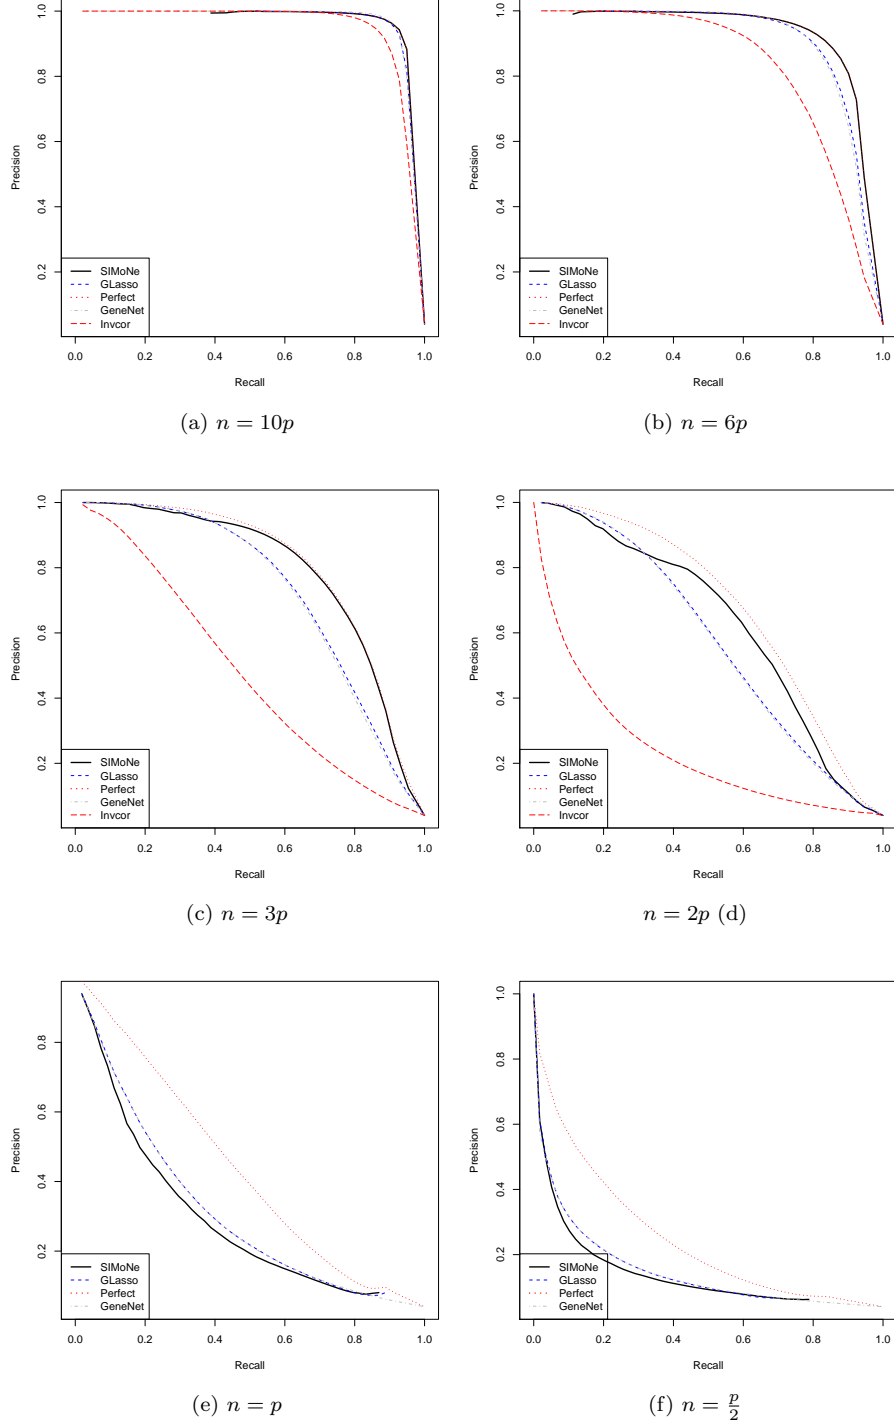 Precision
0.2 0.4 0.6 0.8 1.0
SIMoNe
GLasso
Perfect
GeneNet
Invcor
0.0 0.2 0.4 0.6 0.8 1.0
Recall
(a) n = 10p
Precision
0.2 0.4 0.6 0.8 1.0
SIMoNe
GLasso
Perfect
GeneNet
Invcor
0.0 0.2 0.4 0.6 0.8 1.0
Recall
(b) n = 6p
Precision
0.2 0.4 0.6 0.8 1.0
SIMoNe
GLasso
Perfect
GeneNet
Invcor
0.0 0.2 0.4 0.6 0.8 1.0
Recall
(c) n = 3p
Precision
0.2 0.4 0.6 0.8 1.0
SIMoNe
GLasso
Perfect
GeneNet
Invcor
0.0 0.2 0.4 0.6 0.8 1.0
Recall
n = 2p (d)
Precision
0.2 0.4 0.6 0.8
SIMoNe
GLasso
Perfect
GeneNet
0.0 0.2 0.4 0.6 0.8 1.0
Recall
(e) n = p
Precision
0.2 0.4 0.6 0.8 1.0
SIMoNe
GLasso
Perfect
GeneNet
0.0 0.2 0.4 0.6 0.8 1.0
Recall
(f) n = p/2